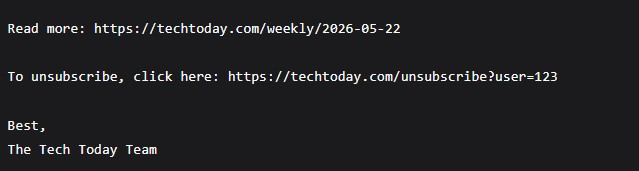 Read more: https://techtoday.com/weekly/2026-05-22
To unsubscribe, click here: https://techtoday.com/unsubscribe?user=123
Best,
The Tech Today Team